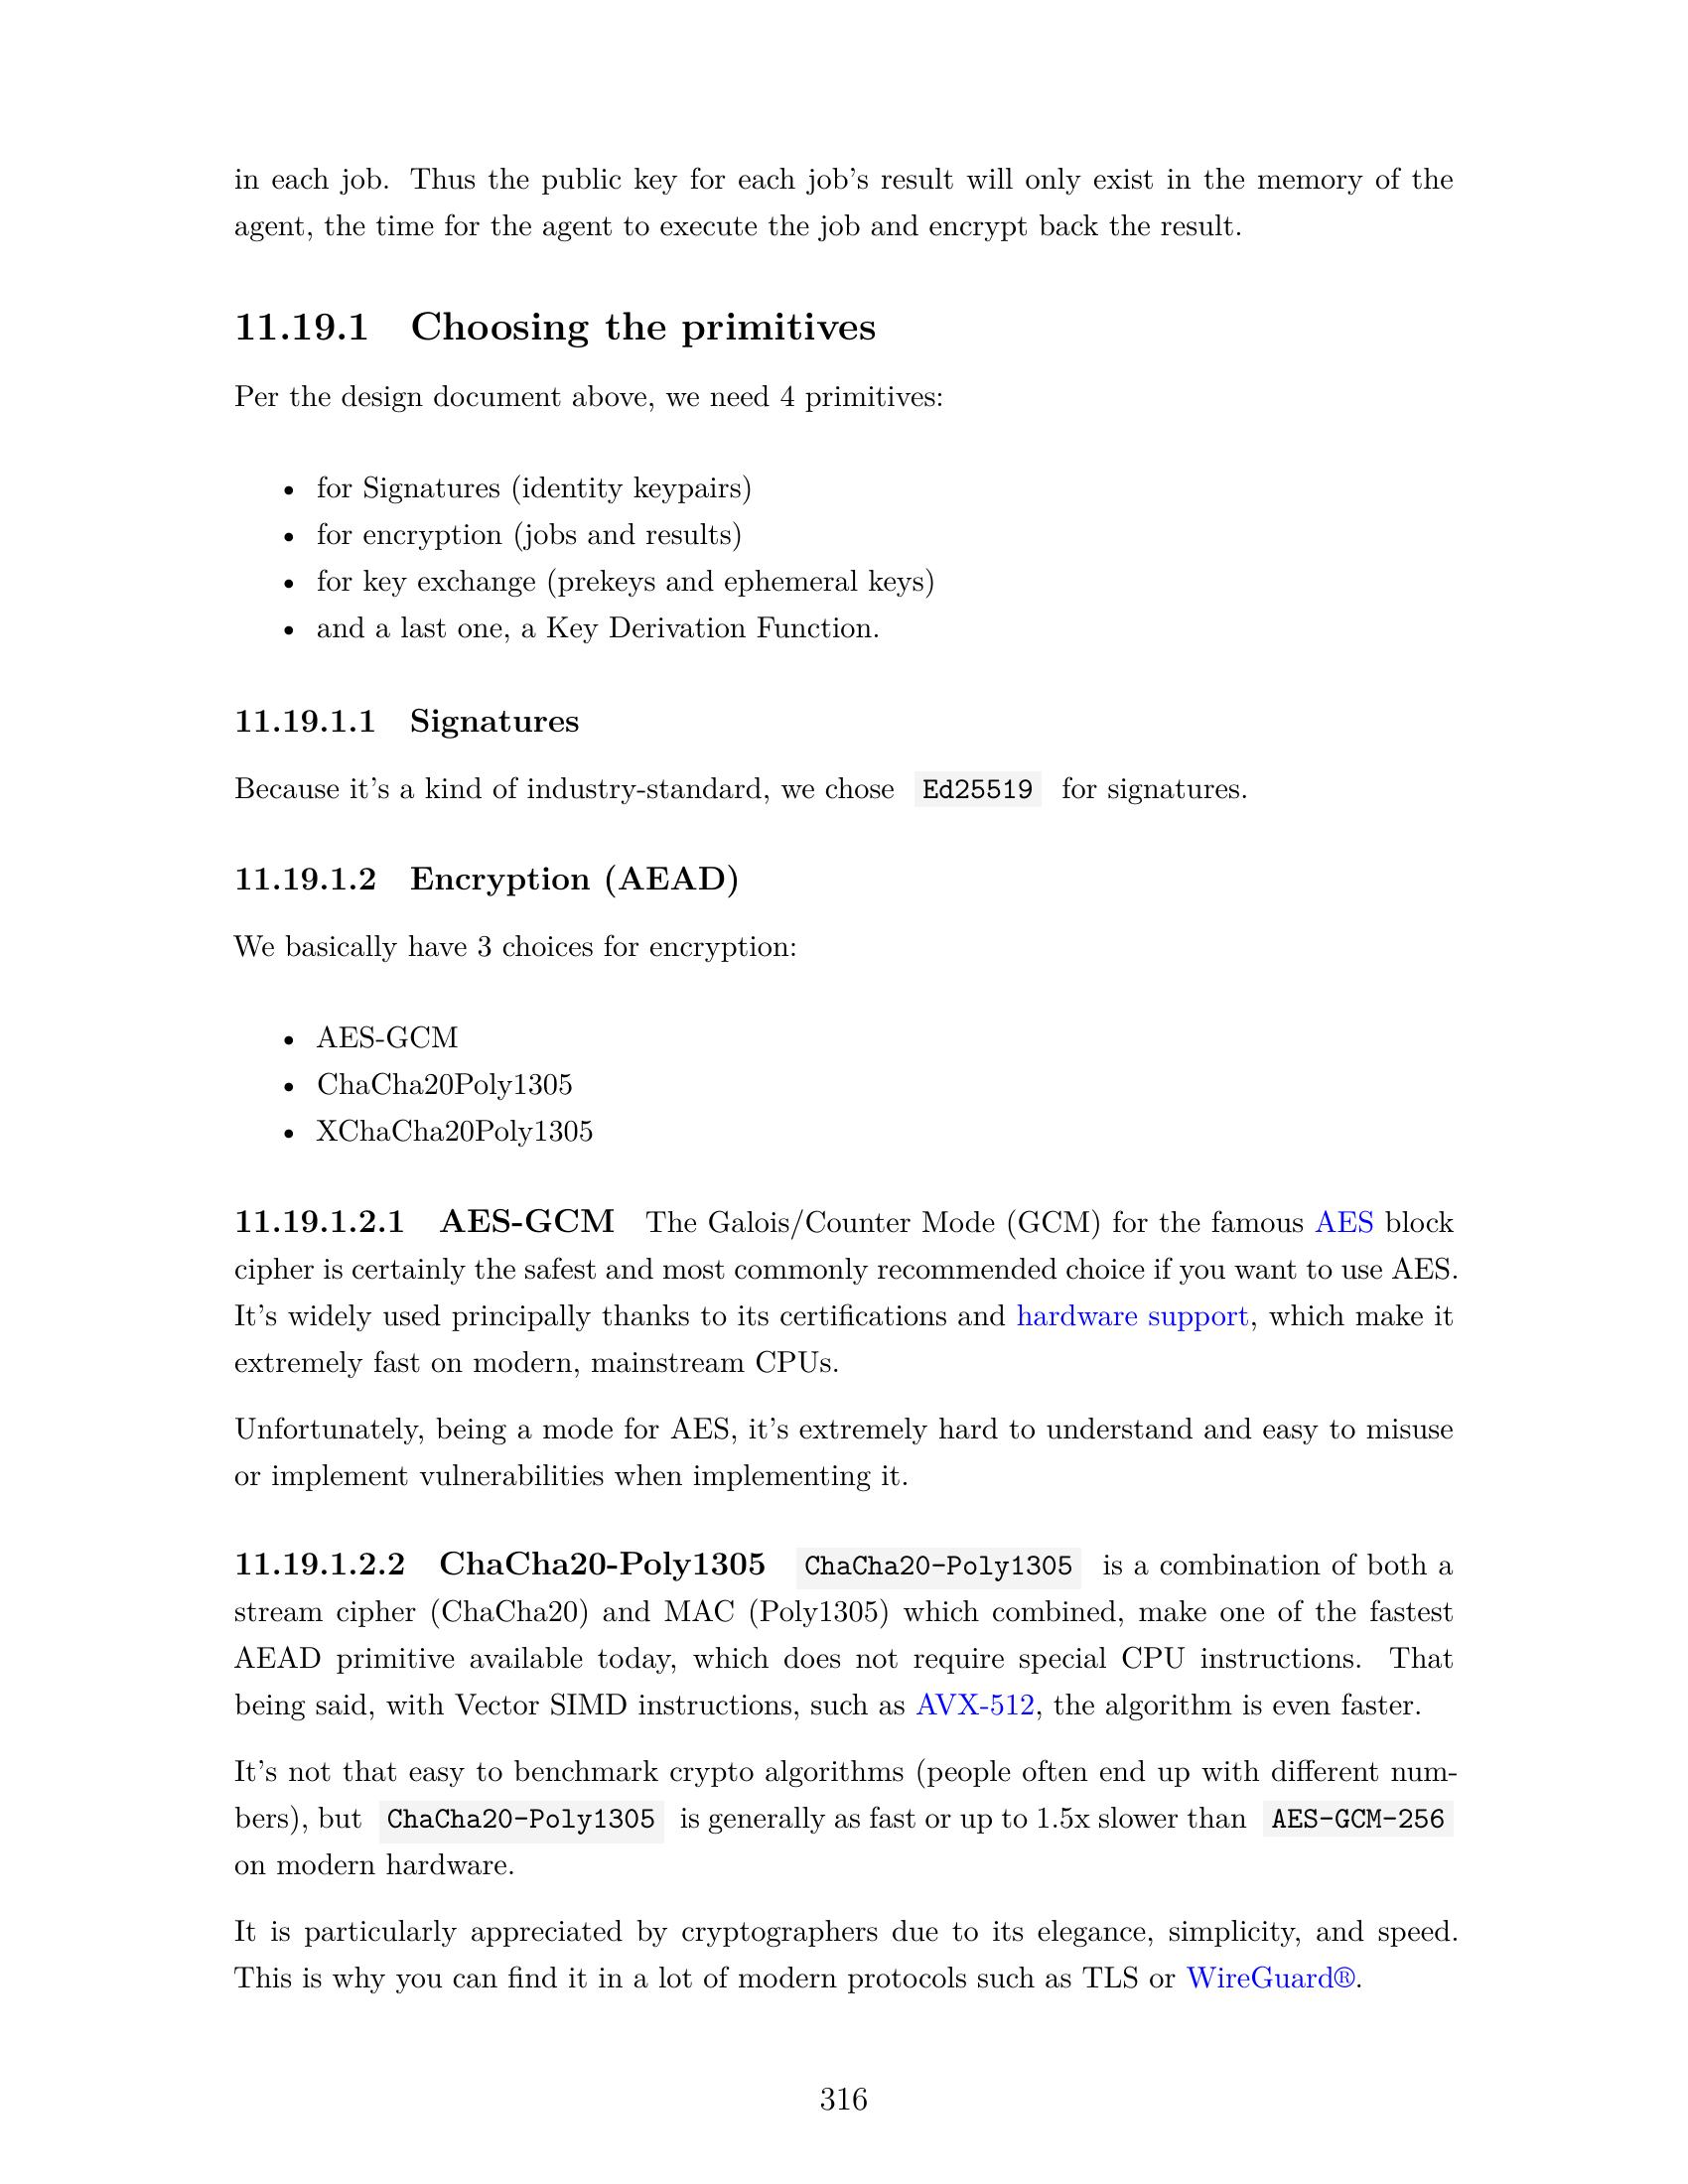 in each job. Thus the public key for each job's result will only exist in the memory of the
agent, the time for the agent to execute the job and encrypt back the result.
11.19.1 Choosing the primitives
Per the design document above, we need 4 primitives:
• for Signatures (identity keypairs)
• for encryption (jobs and results)
• for key exchange (prekeys and ephemeral keys)
• and a last one, a Key Derivation Function.
11.19.1.1 Signatures
Because it's a kind of industry-standard, we chose Ed25519 for signatures.
11.19.1.2 Encryption (AEAD)
We basically have 3 choices for encryption:
• AES-GCM
• ChaCha20Poly1305
• XChaCha20Poly1305
11.19.1.2.1 AES-GCM The Galois/Counter Mode (GCM) for the famous AES block
cipher is certainly the safest and most commonly recommended choice if you want to use AES.
It's widely used principally thanks to its certifications and hardware support, which make it
extremely fast on modern, mainstream CPUs.
Unfortunately, being a mode for AES, it's extremely hard to understand and easy to misuse
or implement vulnerabilities when implementing it.
11.19.1.2.2 ChaCha20-Poly1305 ChaCha20-Poly1305 is a combination of both a
stream cipher (ChaCha20) and MAC (Poly1305) which combined, make one of the fastest
AEAD primitive available today, which does not require special CPU instructions. That
being said, with Vector SIMD instructions, such as AVX-512, the algorithm is even faster.
It's not that easy to benchmark crypto algorithms (people often end up with different num-
bers), but ChaCha20-Poly1305 is generally as fast or up to 1.5x slower than AES-GCM-256
on modern hardware.
It is particularly appreciated by cryptographers due to its elegance, simplicity, and speed.
This is why you can find it in a lot of modern protocols such as TLS or WireGuard®.
316